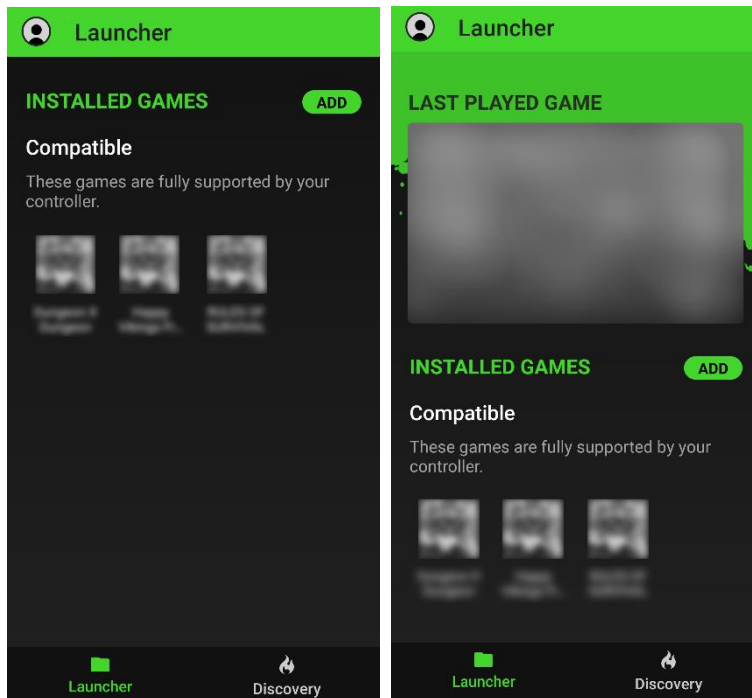 Launcher
INSTALLED GAMES
ADD
Compatible
These games are fully supported by your
controller.
Launcher
Discovery
Launcher
LAST PLAYED GAME
INSTALLED GAMES
ADD
Compatible
These games are fully supported by your
controller.
Launcher
Discovery